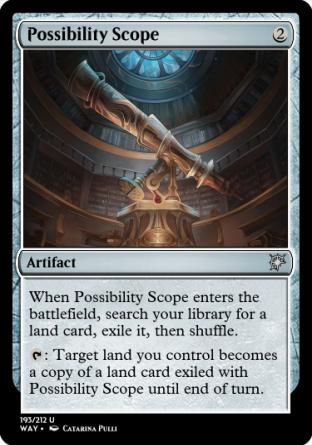 Possibility Scope 2
Artifact
When Possibility Scope enters the
battlefield, search your library for a
land card, exile it, then shuffle.
: Target land you control becomes
a copy of a land card exiled with
Possibility Scope until end of turn.
193/212 U
WAY • Catarina Pulli